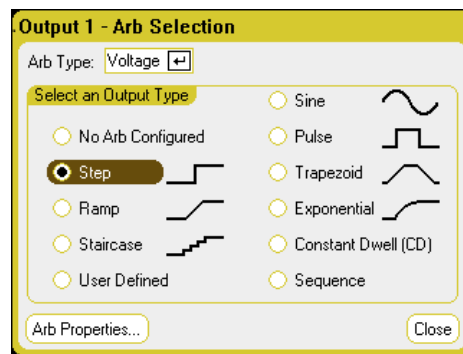 Output 1 - Arb Selection
Arb Type: Voltage
Select an Output Type
No Arb Configured
Step
Ramp
Staircase
User Defined
Sine
Pulse
Trapezoid
Exponential
Constant Dwell (CD)
Sequence
Arb Properties...
Close